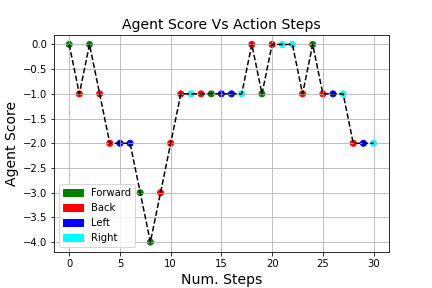 Agent Score Vs Action Steps
Agent Score
0.0
−0.5
−1.0
−1.5
−2.0
−2.5
−3.0
−3.5
−4.0
Forward
Back
Left
Right
0 5 10 15 20 25 30
Num. Steps